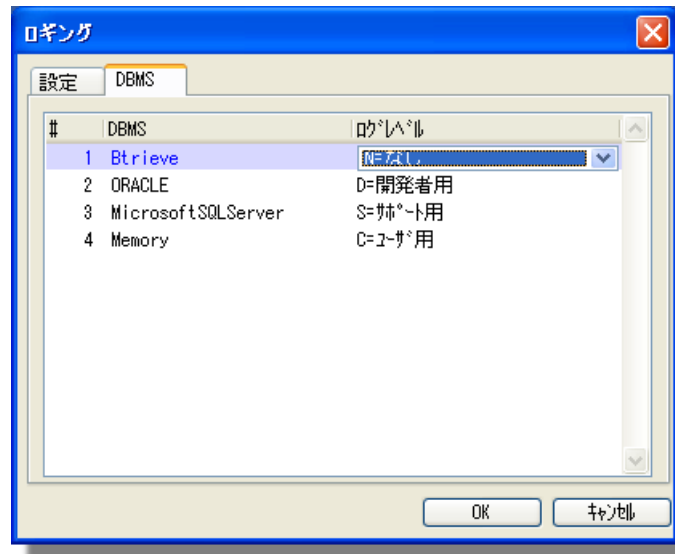 ロギング
設定 DBMS
# DBMS ﾛｸﾞﾚﾍﾞﾙ
1 Btrieve N=なし
2 ORACLE D=開発者用
3 MicrosoftSQLServer S=ｻﾎﾟｰﾄ用
4 Memory C=ﾕｰｻﾞ用
OK ｷｬﾝｾﾙ